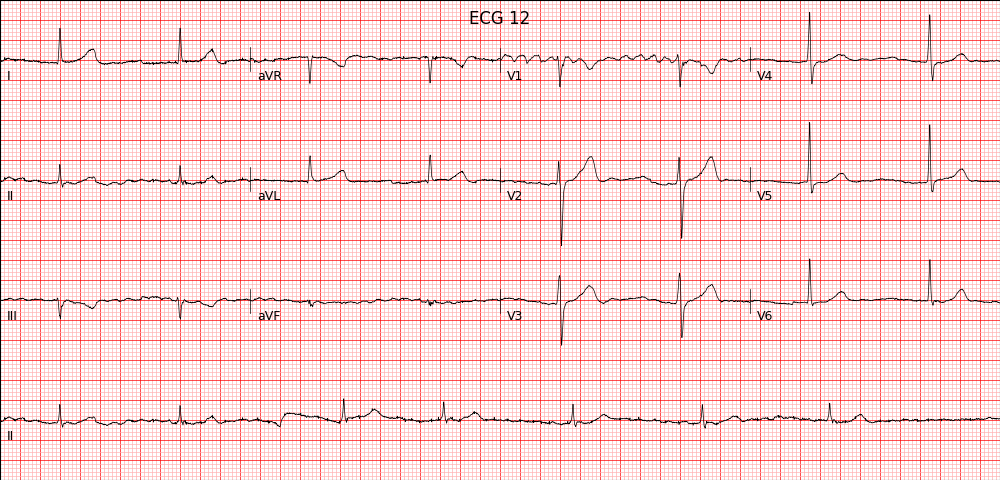 ECG 12
I aVR V1 V4
II aVL V2 V5
III aVF V3 V6
II